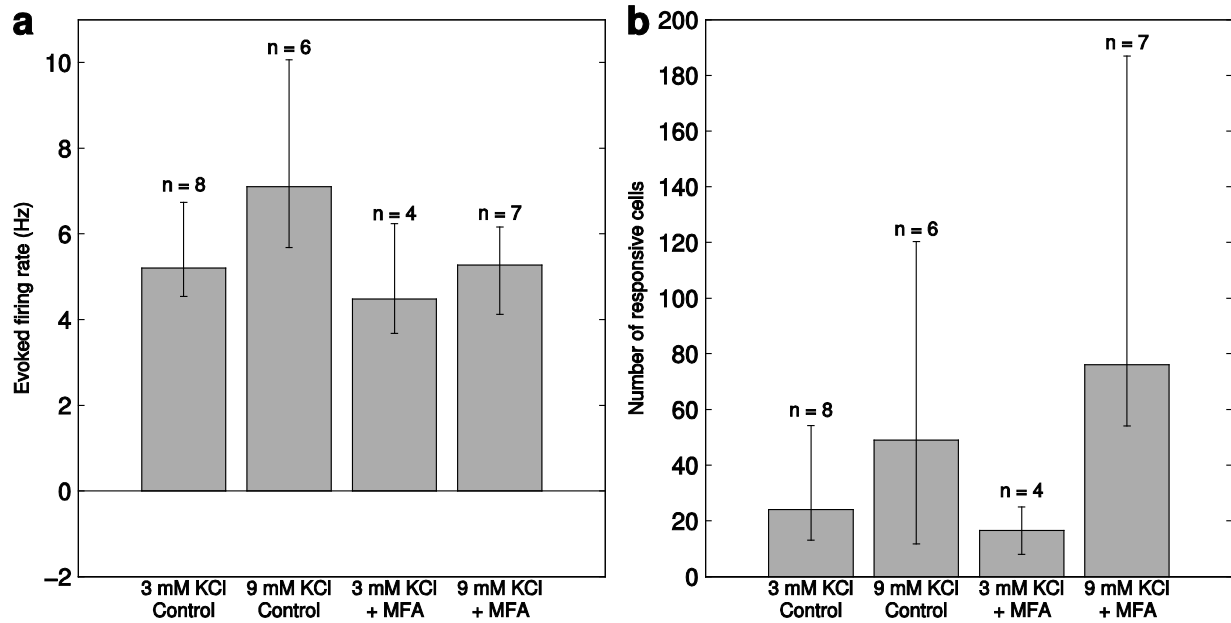 a
n = 6
10
8
n = 8
n = 4
n = 7
6
4
2
0
−2
Evoked firing rate (Hz)
3 mM KCl
Control
9 mM KCl
Control
3 mM KCl
+ MFA
9 mM KCl
+ MFA
b
200
n = 7
180
160
140
n = 6
120
100
80
n = 8
60
40
n = 4
20
0
Number of responsive cells
3 mM KCl
Control
9 mM KCl
Control
3 mM KCl
+ MFA
9 mM KCl
+ MFA